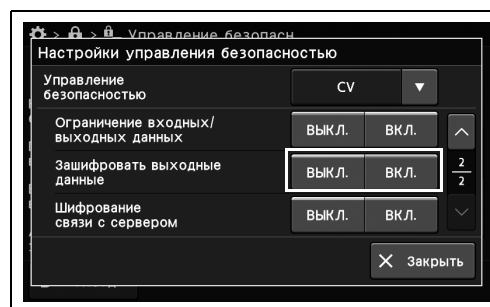 > > Управление безопасн
Настройки управления безопасностью
Управление
безопасностью
CV
Ограничение входных/
выходных данных
ВЫКЛ.
ВКЛ.
Зашифровать выходные
данные
ВЫКЛ.
ВКЛ.
2
2
Шифрование
связи с сервером
ВЫКЛ.
ВКЛ.
Закрыть